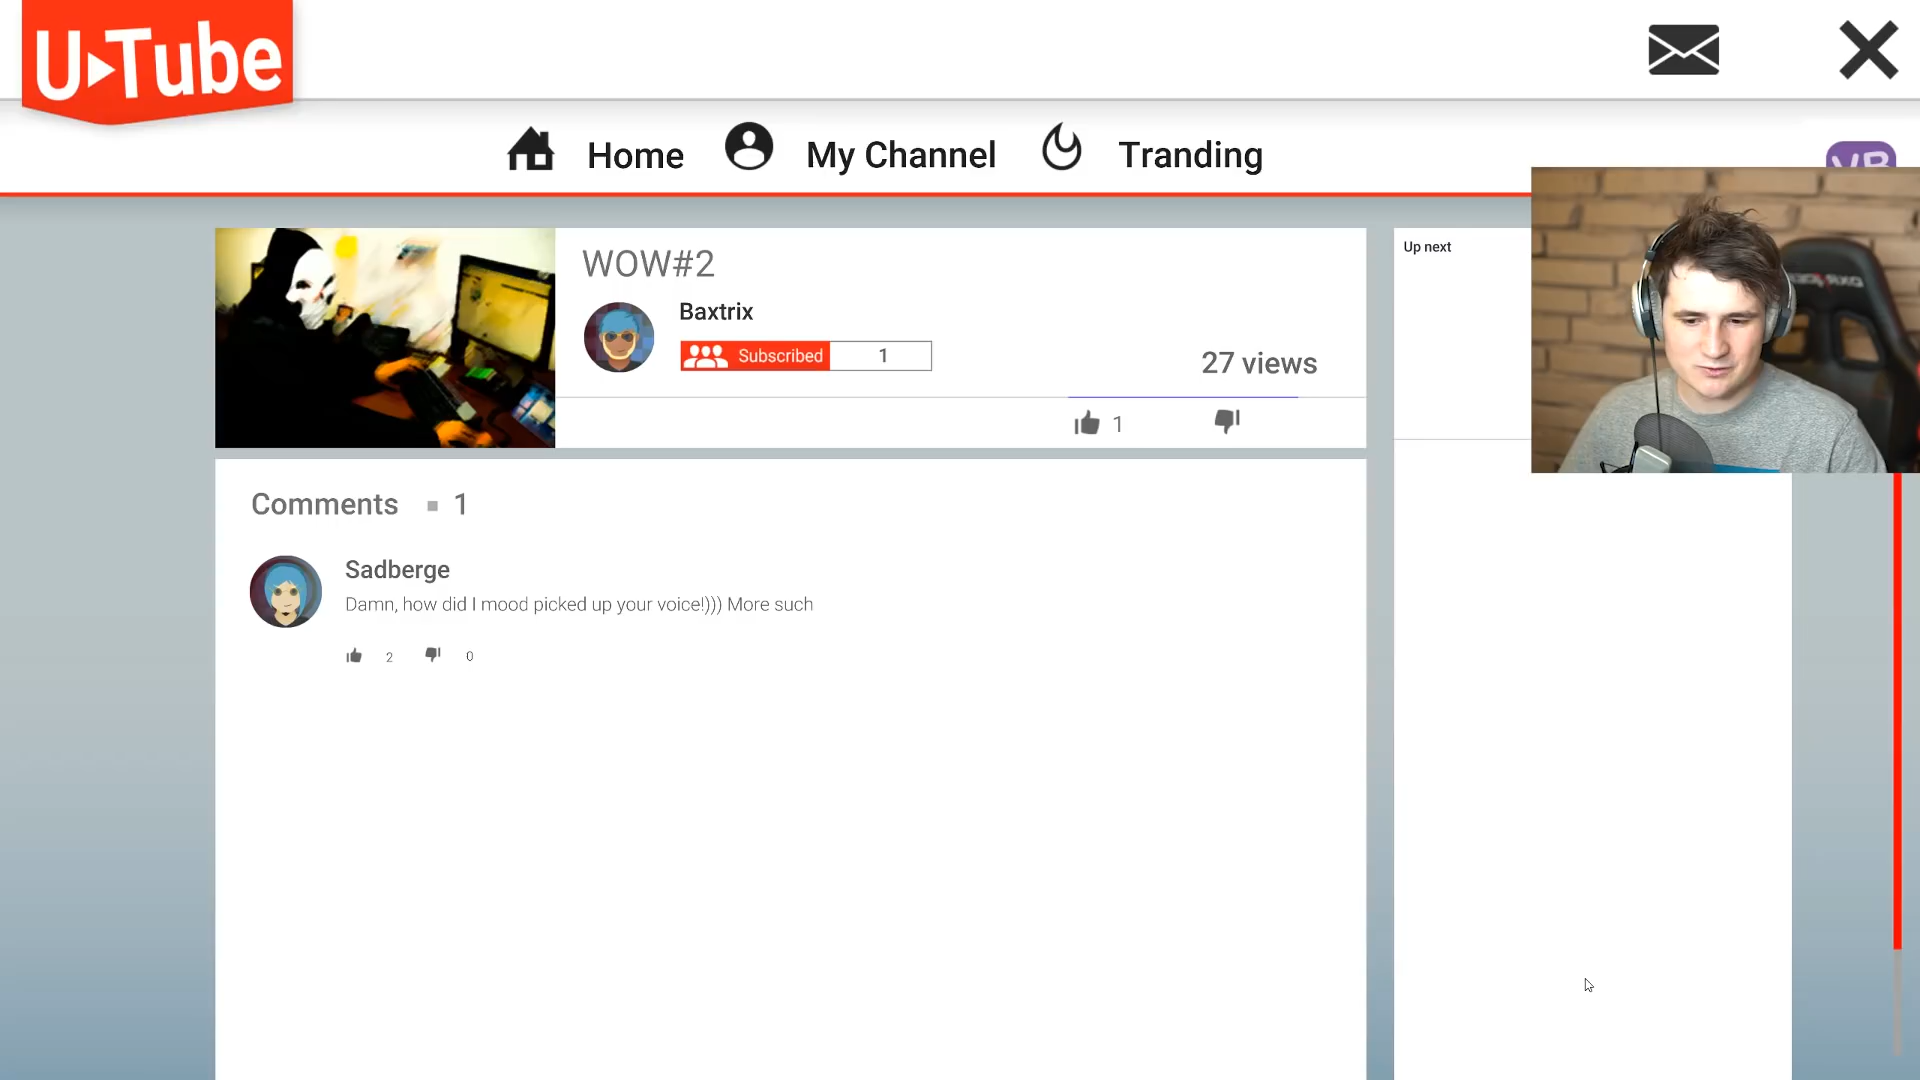 U Tube
Home
My Channel
Tranding
WOW#2
Baxtrix
Subscribed 1
27 views
1
Up next
Comments 1
Sadberge
Damn, how did I mood picked up your voice!))) More such
2 0